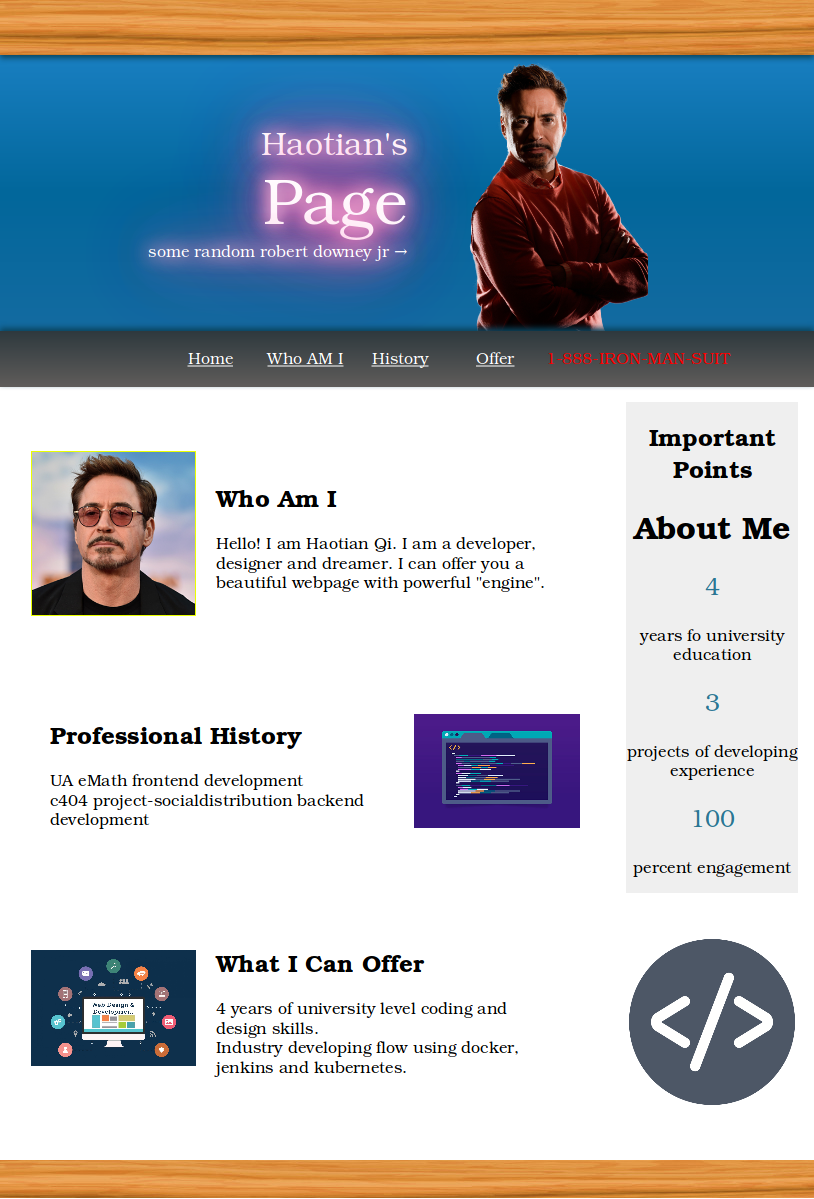 Haotian's
Page
some random robert downey jr →
Home Who AM I History Offer 1-888-IRON-MAN-SUIT
Who Am I
Hello! I am Haotian Qi. I am a developer,
designer and dreamer. I can offer you a
beautiful webpage with powerful "engine".
Professional History
UA eMath frontend development
c404 project-socialdistribution backend
development
What I Can Offer
4 years of university level coding and
design skills.
Industry developing flow using docker,
jenkins and kubernetes.
Web Design &
Development
Important
Points
About Me
4
years fo university
education
3
projects of developing
experience
100
percent engagement